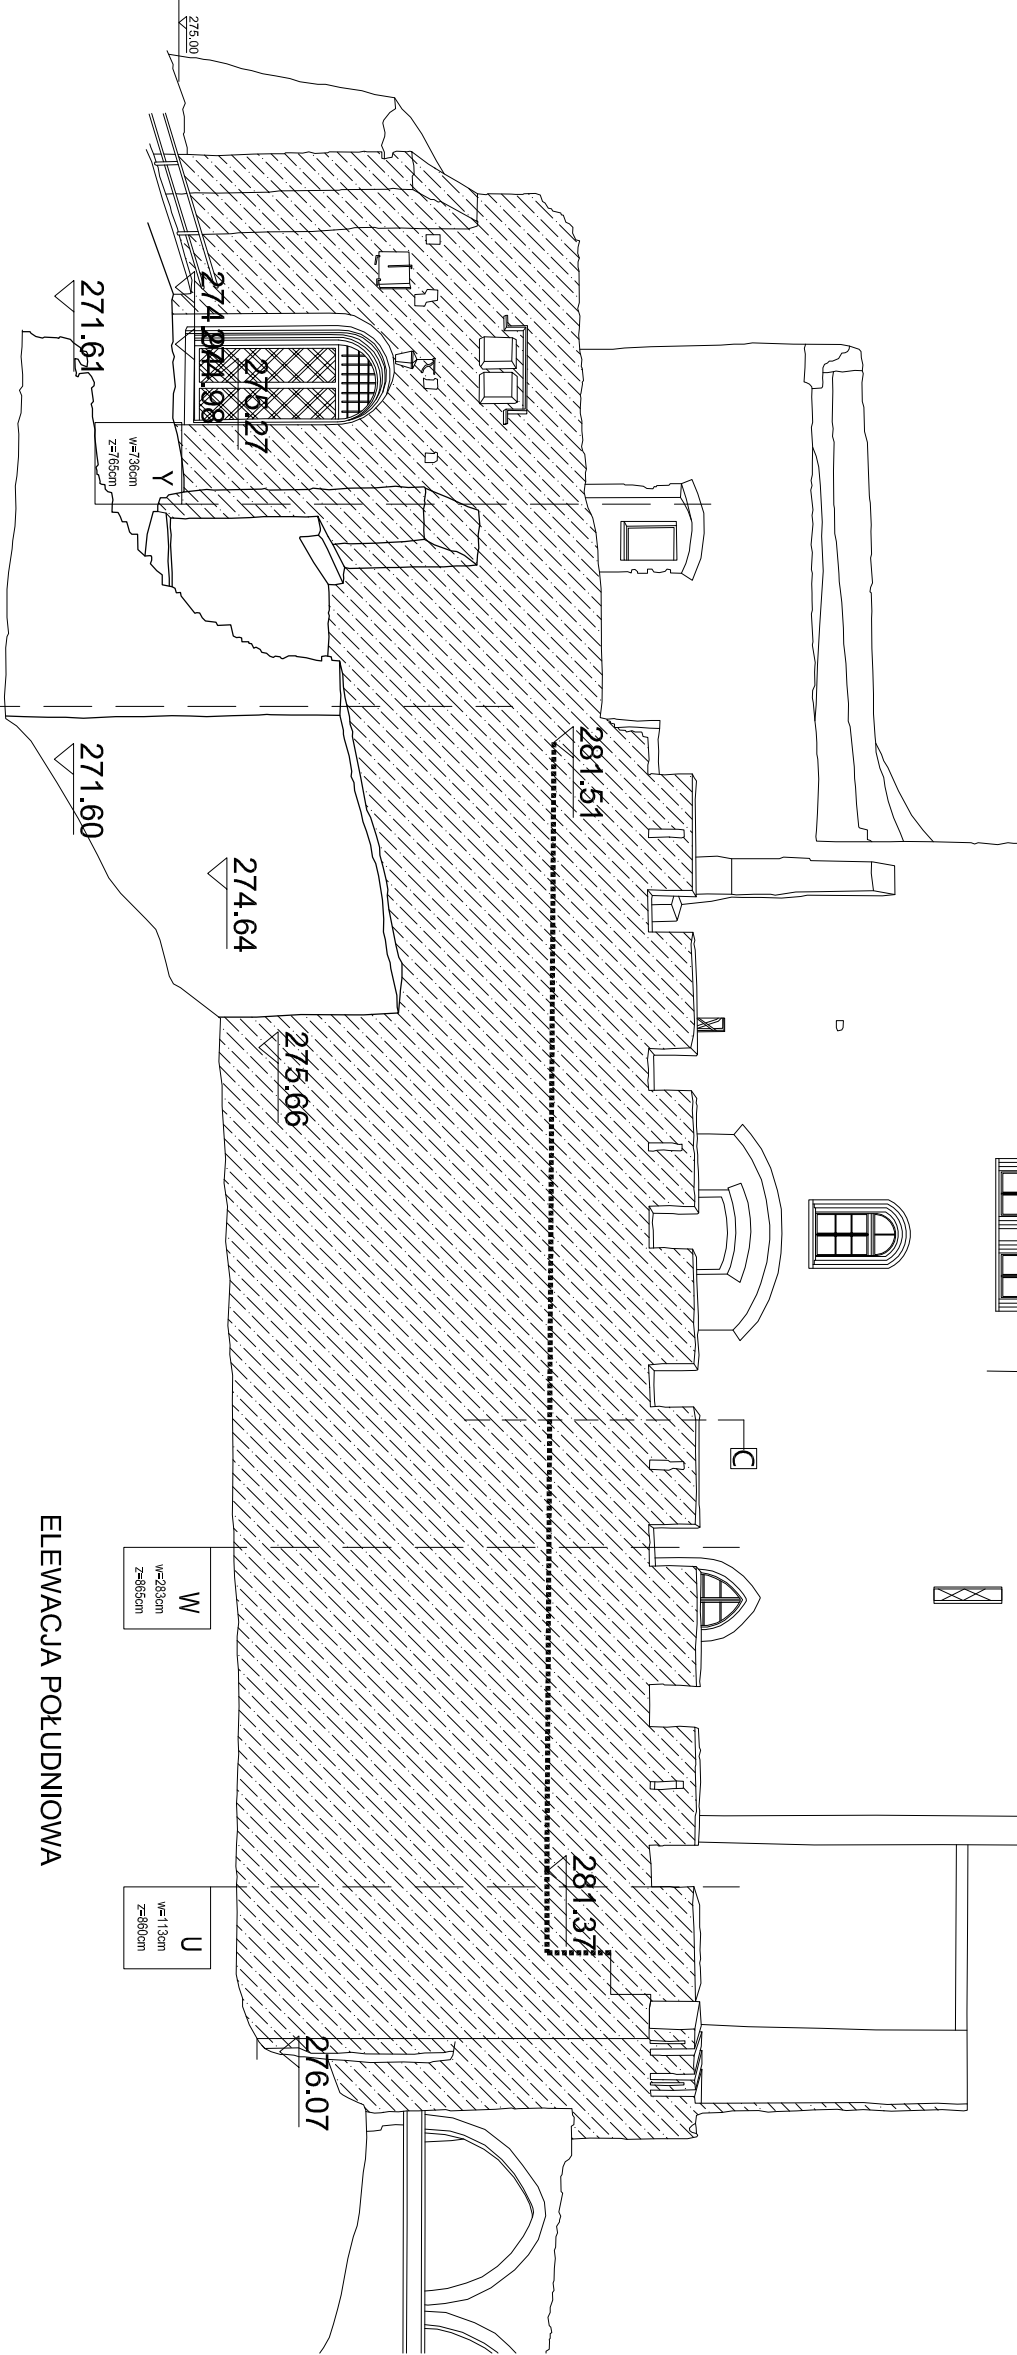 275.00
271.61
274.98
275.27
Y
w=736cm
z=765cm
281.51
271.60
274.64
275.66
C
W
w=283cm
z=865cm
281.37
U
w=113cm
z=860cm
276.07
ELEWACJA POŁUDNIOWA